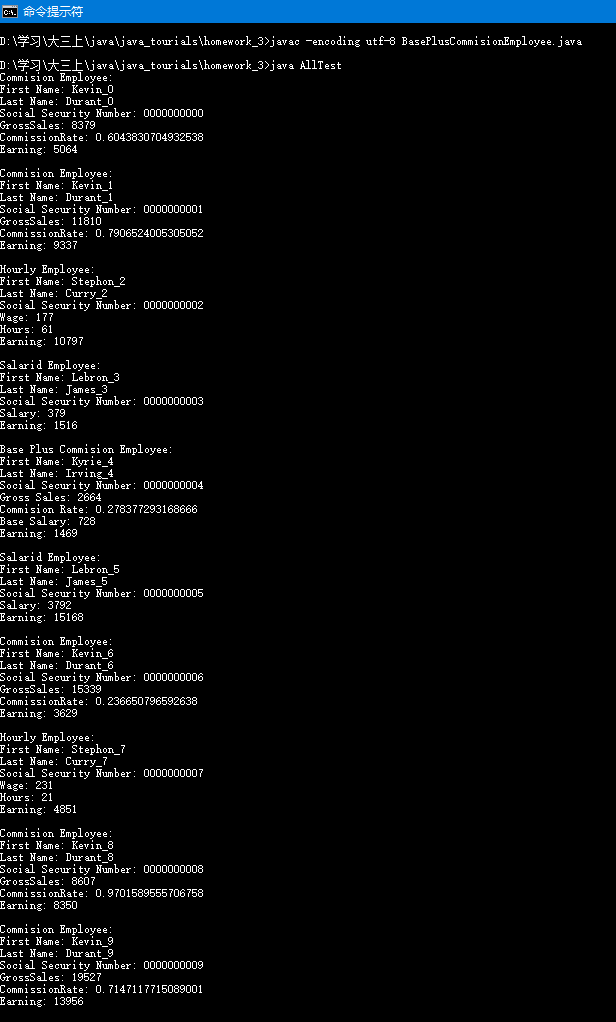 命令提示符
D:\学习\大三上\java\java_tourials\homework_3>javac -encoding utf-8 BasePlusCommisionEmployee.java
D:\学习\大三上\java\java_tourials\homework_3>java AllTest
Commision Employee:
First Name: Kevin_0
Last Name: Durant_0
Social Security Number: 0000000000
GrossSales: 8379
CommissionRate: 0.6043830704932538
Earning: 5064
Commision Employee:
First Name: Kevin_1
Last Name: Durant_1
Social Security Number: 0000000001
GrossSales: 11810
CommissionRate: 0.7906524005305052
Earning: 9337
Hourly Employee:
First Name: Stephon_2
Last Name: Curry_2
Social Security Number: 0000000002
Wage: 177
Hours: 61
Earning: 10797
Salarid Employee:
First Name: Lebron_3
Last Name: James_3
Social Security Number: 0000000003
Salary: 379
Earning: 1516
Base Plus Commision Employee:
First Name: Kyrie_4
Last Name: Irving_4
Social Security Number: 0000000004
Gross Sales: 2664
Commision Rate: 0.278377293168666
Base Salary: 728
Earning: 1469
Salarid Employee:
First Name: Lebron_5
Last Name: James_5
Social Security Number: 0000000005
Salary: 3792
Earning: 15168
Commision Employee:
First Name: Kevin_6
Last Name: Durant_6
Social Security Number: 0000000006
GrossSales: 15339
CommissionRate: 0.236650796592638
Earning: 3629
Hourly Employee:
First Name: Stephon_7
Last Name: Curry_7
Social Security Number: 0000000007
Wage: 231
Hours: 21
Earning: 4851
Commision Employee:
First Name: Kevin_8
Last Name: Durant_8
Social Security Number: 0000000008
GrossSales: 8607
CommissionRate: 0.9701589555706758
Earning: 8350
Commision Employee:
First Name: Kevin_9
Last Name: Durant_9
Social Security Number: 0000000009
GrossSales: 19527
CommissionRate: 0.7147117715089001
Earning: 13956